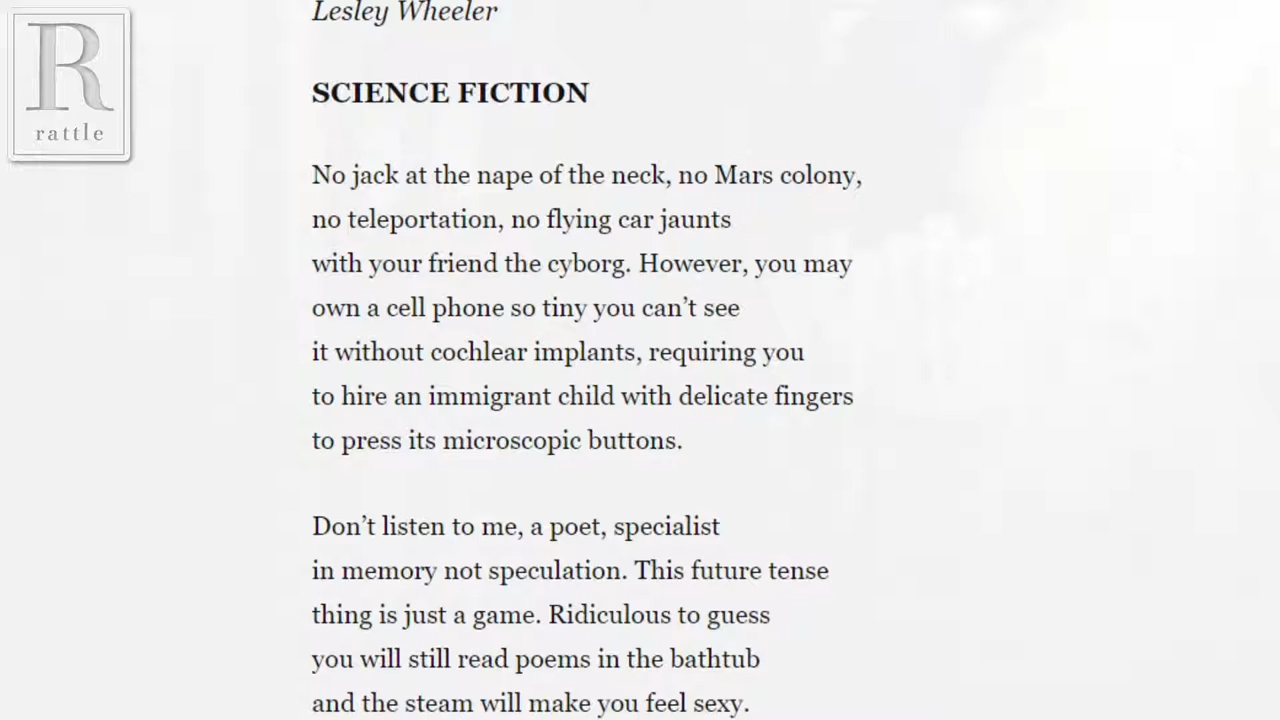 Lesley Wheeler
R
rattle
SCIENCE FICTION
No jack at the nape of the neck, no Mars colony,
no teleportation, no flying car jaunts
with your friend the cyborg. However, you may
own a cell phone so tiny you can’t see
it without cochlear implants, requiring you
to hire an immigrant child with delicate fingers
to press its microscopic buttons.
Don’t listen to me, a poet, specialist
in memory not speculation. This future tense
thing is just a game. Ridiculous to guess
you will still read poems in the bathtub
and the steam will make you feel sexy.